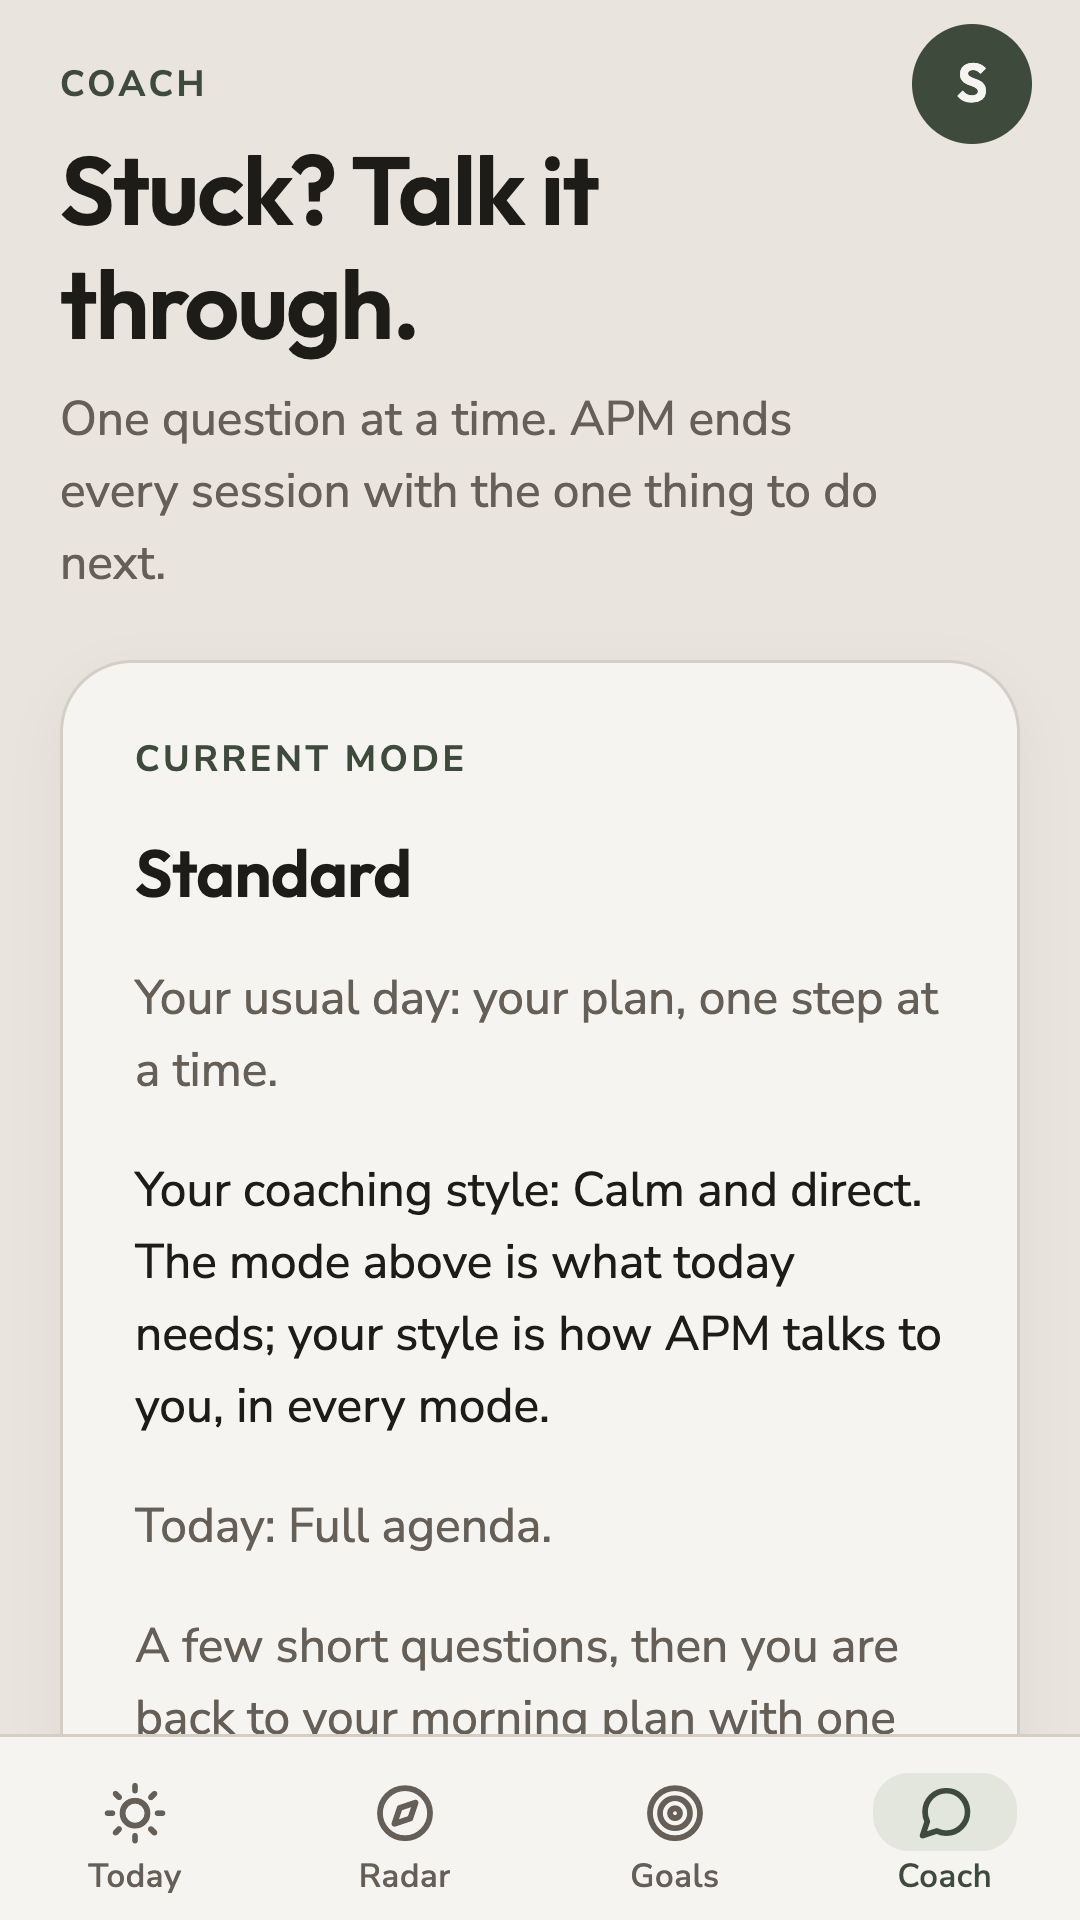 COACH
S
Stuck? Talk it
through.
One question at a time. APM ends
every session with the one thing to do
next.
CURRENT MODE
Standard
Your usual day: your plan, one step at
a time.
Your coaching style: Calm and direct.
The mode above is what today
needs; your style is how APM talks to
you, in every mode.
Today: Full agenda.
A few short questions, then you are
back to your morning plan with one
Today
Radar
Goals
Coach